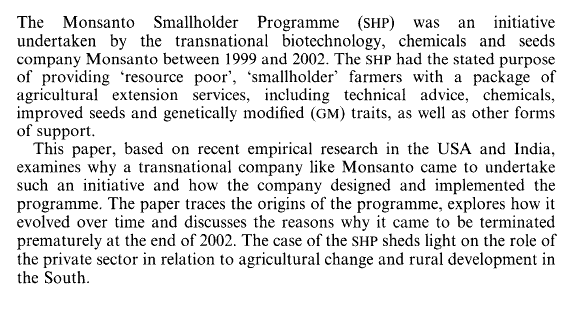 The Monsanto Smallholder Programme (SHP) was an initiative
undertaken by the transnational biotechnology, chemicals and seeds
company Monsanto between 1999 and 2002. The SHP had the stated purpose
of providing ‘resource poor’, ‘smallholder’ farmers with a package of
agricultural extension services, including technical advice, chemicals,
improved seeds and genetically modified (GM) traits, as well as other forms
of support.
This paper, based on recent empirical research in the USA and India,
examines why a transnational company like Monsanto came to undertake
such an initiative and how the company designed and implemented the
programme. The paper traces the origins of the programme, explores how it
evolved over time and discusses the reasons why it came to be terminated
prematurely at the end of 2002. The case of the SHP sheds light on the role of
the private sector in relation to agricultural change and rural development in
the South.